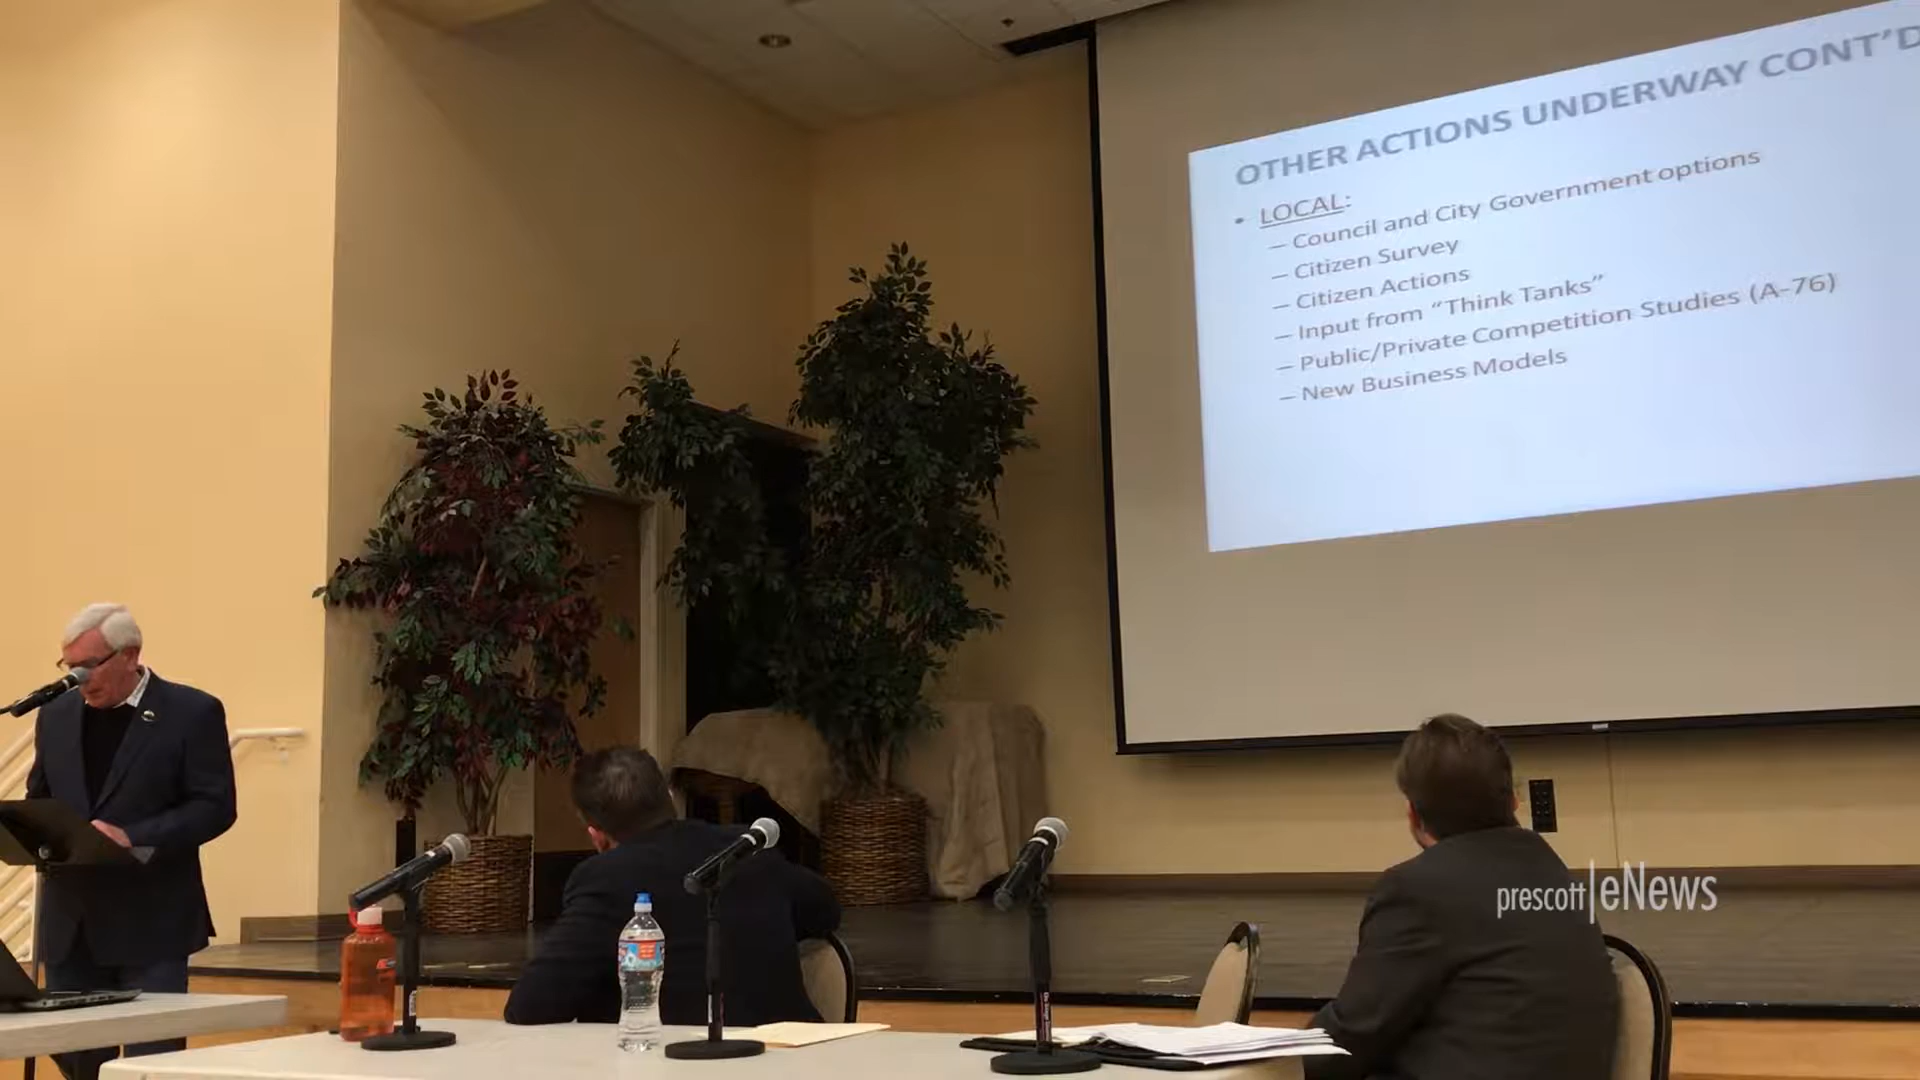 OTHER ACTIONS UNDERWAY CONT'D
• LOCAL:
– Council and City Government options
– Citizen Survey
– Citizen Actions
– Input from “Think Tanks”
– Public/Private Competition Studies (A-76)
– New Business Models
prescott|eNews